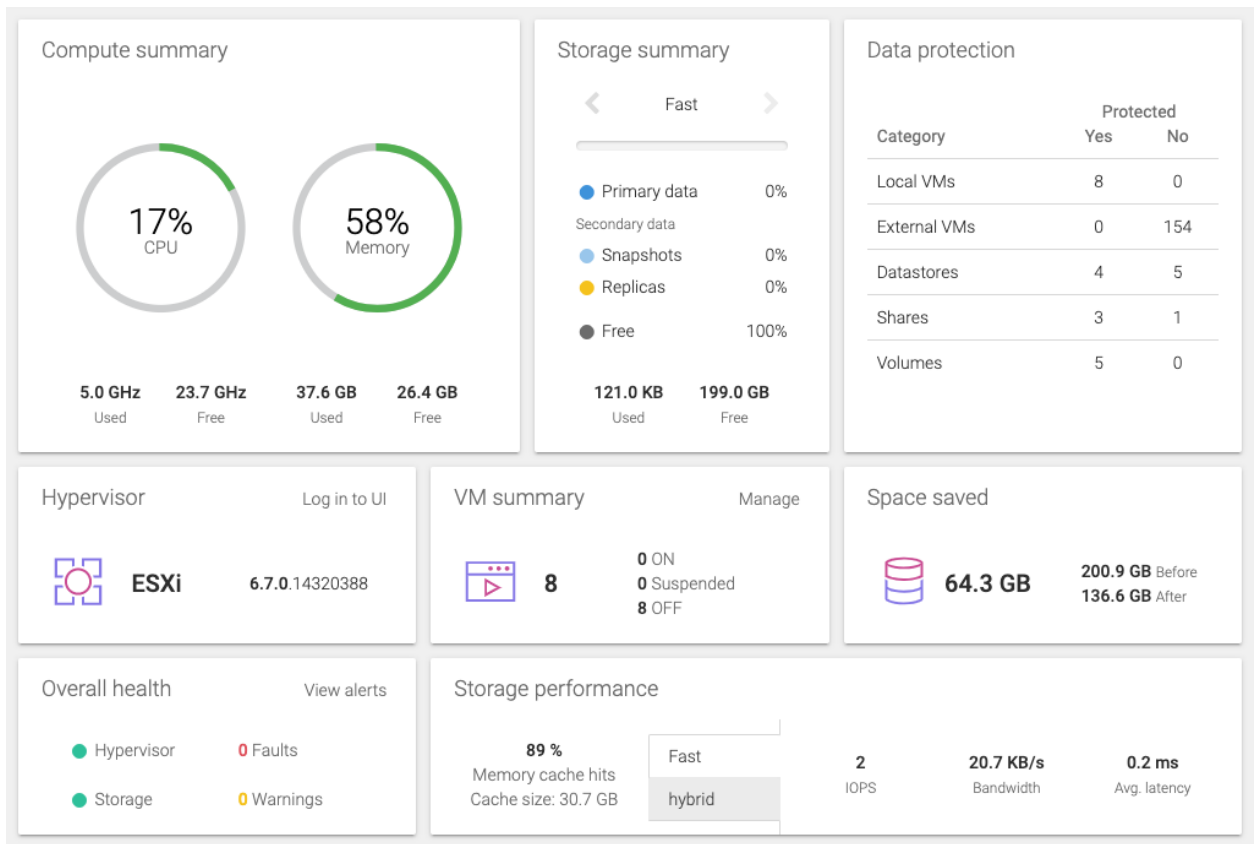 Compute summary
17%
CPU
58%
Memory
5.0 GHz 23.7 GHz 37.6 GB 26.4 GB
Used Free Used Free
Storage summary
Fast
Primary data 0%
Secondary data
Snapshots 0%
Replicas 0%
Free 100%
121.0 KB 199.0 GB
Used Free
Data protection
Protected
Category Yes No
Local VMs 8 0
External VMs 0 154
Datastores 4 5
Shares 3 1
Volumes 5 0
Hypervisor Log in to UI
ESXi 6.7.0.14320388
VM summary Manage
8
0 ON
0 Suspended
8 OFF
Space saved
64.3 GB
200.9 GB Before
136.6 GB After
Overall health View alerts
Hypervisor 0 Faults
Storage 0 Warnings
Storage performance
89 %
Memory cache hits
Cache size: 30.7 GB
Fast
hybrid
2
IOPS
20.7 KB/s
Bandwidth
0.2 ms
Avg. latency